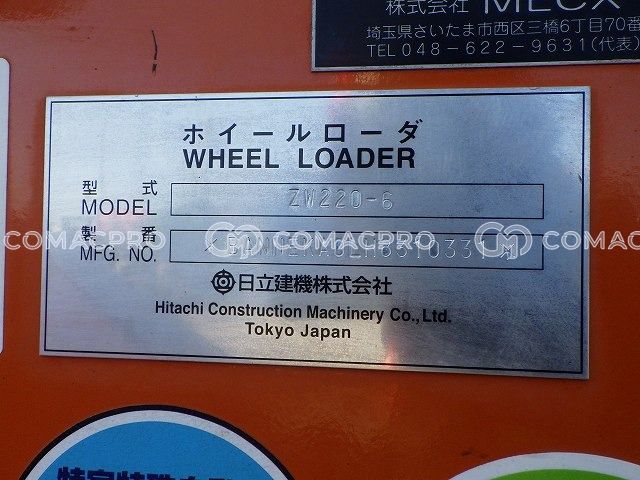 株式会社 MECX
埼玉県さいたま市西区三橋6丁目70番
TEL 048-622-9631(代表)
ホイールローダ
WHEEL LOADER
型式 ZW220-6
MODEL
製番
MFG. NO.
COMACPRO COMACPRO COMACPRO
日立建機株式会社
Hitachi Construction Machinery Co., Ltd.
Tokyo Japan